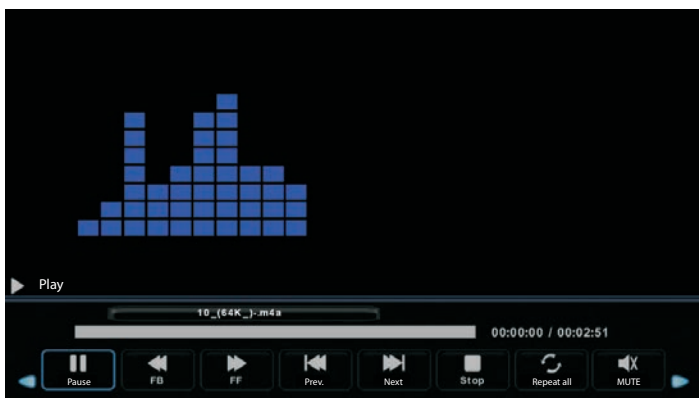 Play
10_(64K_)-.m4a
00:00:00 / 00:02:51
Pause FB FF Prev. Next Stop Repeat all MUTE